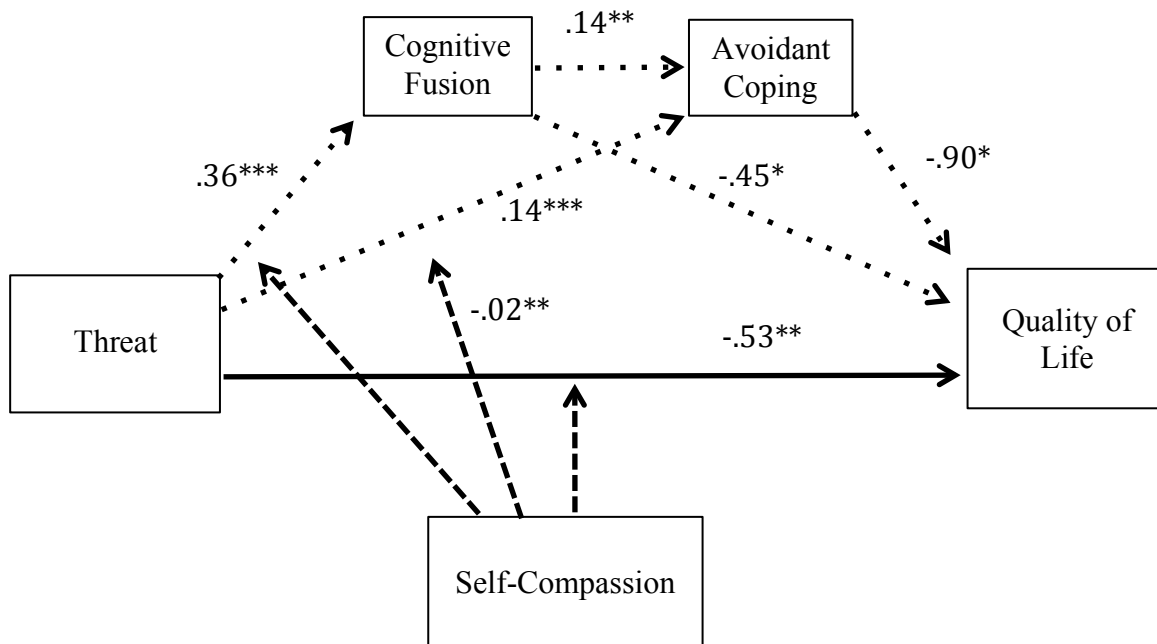 .14**
Cognitive
Fusion
Avoidant
Coping
.36***
-.45*
-.90*
.14***
Threat
-.02**
-.53**
Quality of
Life
Self-Compassion